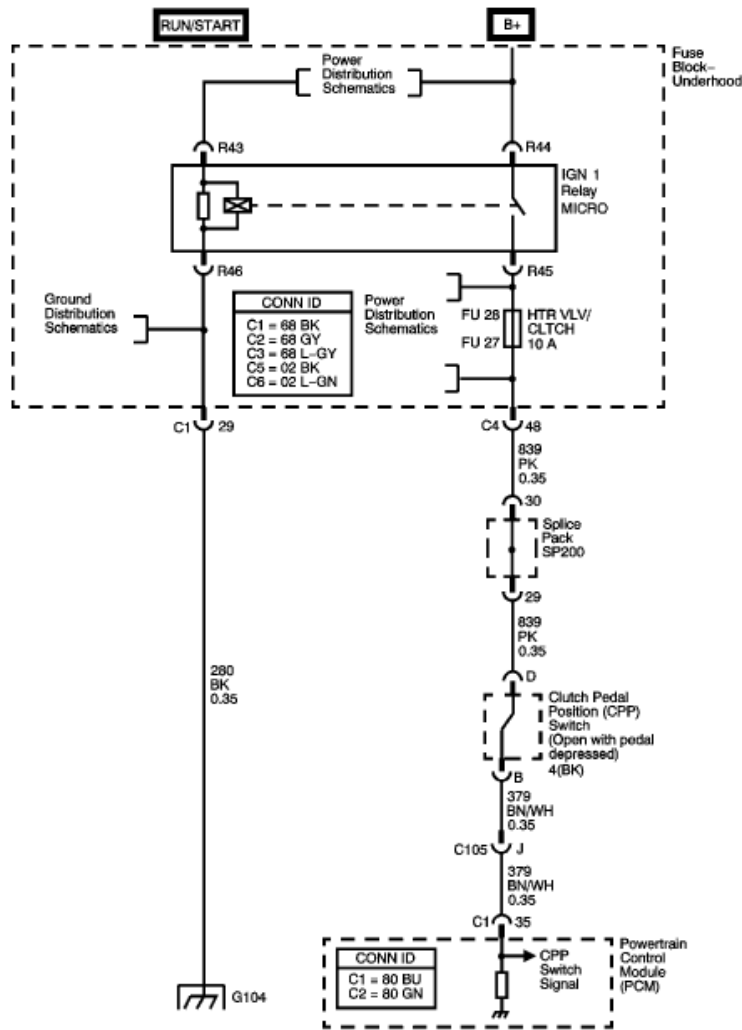 RUN/START
B+
Fuse
Block–
Underhood
Power
Distribution
Schematics
R43
R44
IGN 1
Relay
MICRO
R46
R45
Ground
Distribution
Schematics
CONN ID
C1 = 68 BK
C2 = 68 GY
C3 = 68 L–GY
C5 = 02 BK
C6 = 02 L–GN
Power
Distribution
Schematics
FU 28
FU 27
HTR VLV/
CLTCH
10 A
C1
29
C4
48
839
PK
0.35
30
Splice
Pack
SP200
29
839
PK
0.35
D
Clutch Pedal
Position (CPP)
Switch
(Open with pedal
depressed)
4(BK)
B
379
BN/WH
0.35
C105
J
379
BN/WH
0.35
C1
35
280
BK
0.35
G104
CONN ID
C1 = 80 BU
C2 = 80 GN
CPP
Switch
Signal
Powertrain
Control
Module
(PCM)